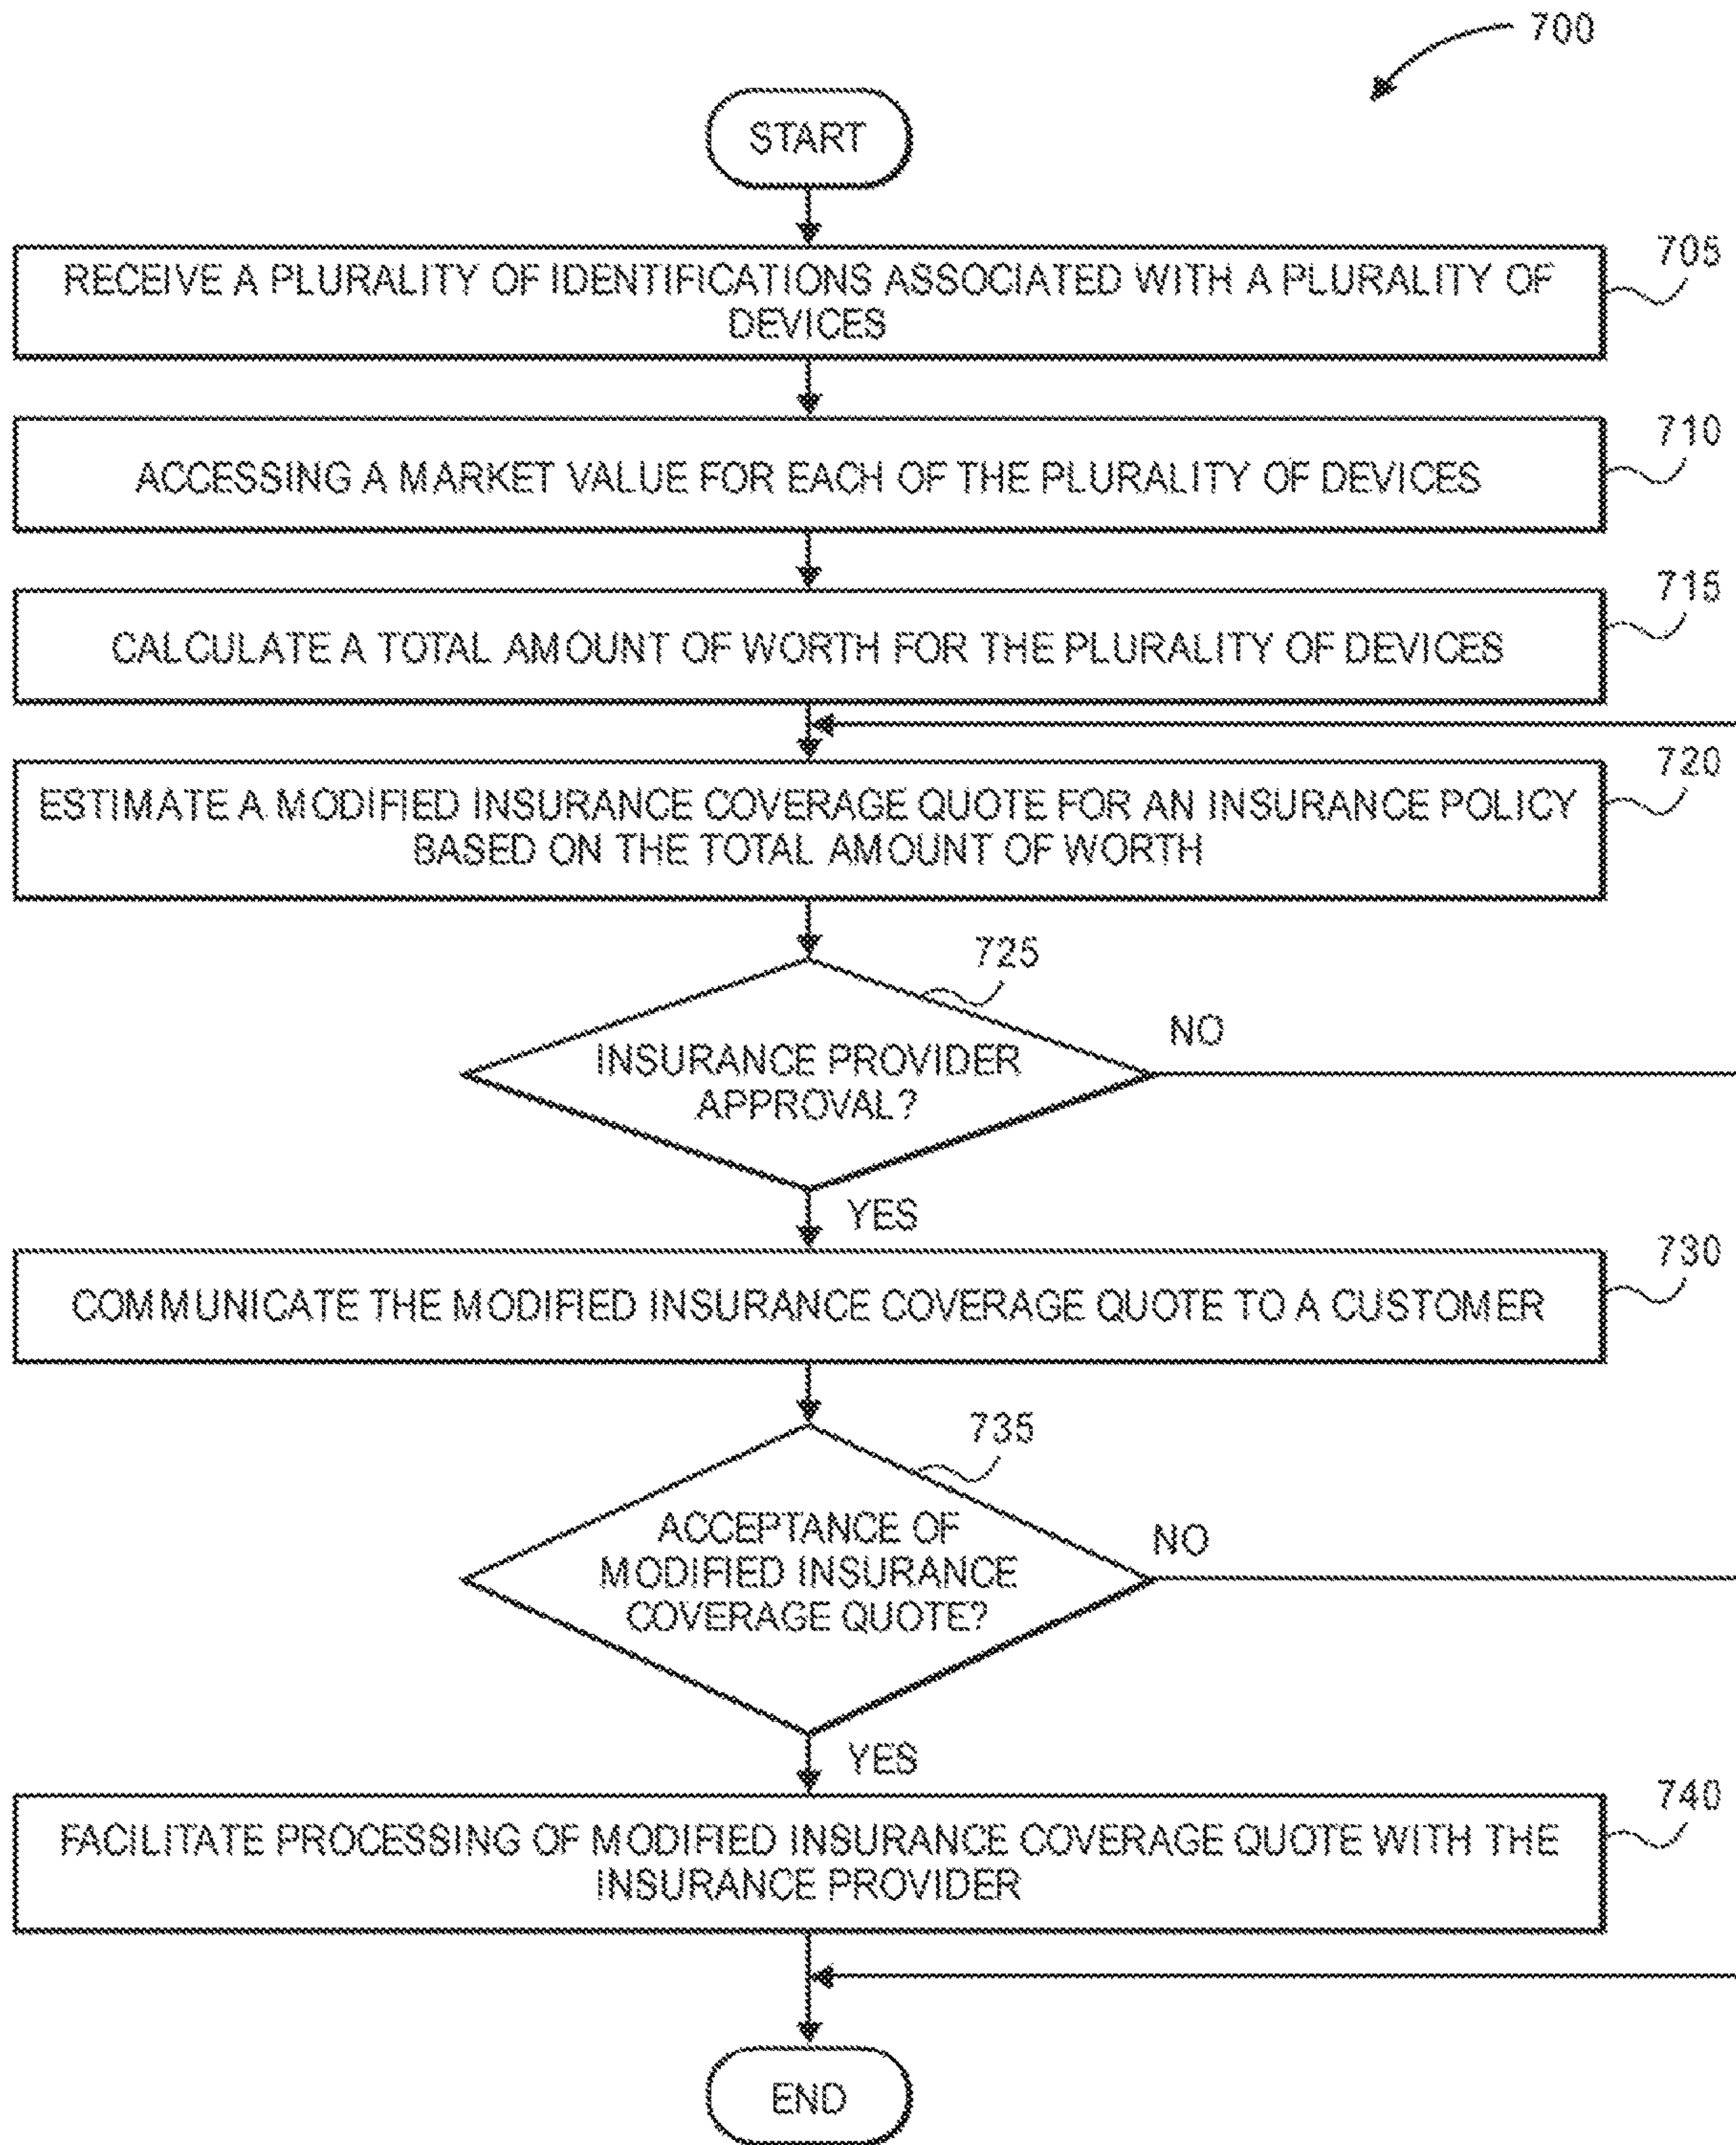 700
START
705
RECEIVE A PLURALITY OF IDENTIFICATIONS ASSOCIATED WITH A PLURALITY OF
DEVICES
710
ACCESSING A MARKET VALUE FOR EACH OF THE PLURALITY OF DEVICES
715
CALCULATE A TOTAL AMOUNT OF WORTH FOR THE PLURALITY OF DEVICES
720
ESTIMATE A MODIFIED INSURANCE COVERAGE QUOTE FOR AN INSURANCE POLICY
BASED ON THE TOTAL AMOUNT OF WORTH
725
NO
INSURANCE PROVIDER
APPROVAL?
YES
730
COMMUNICATE THE MODIFIED INSURANCE COVERAGE QUOTE TO A CUSTOMER
735
NO
ACCEPTANCE OF
MODIFIED INSURANCE
COVERAGE QUOTE?
YES
740
FACILITATE PROCESSING OF MODIFIED INSURANCE COVERAGE QUOTE WITH THE
INSURANCE PROVIDER
END